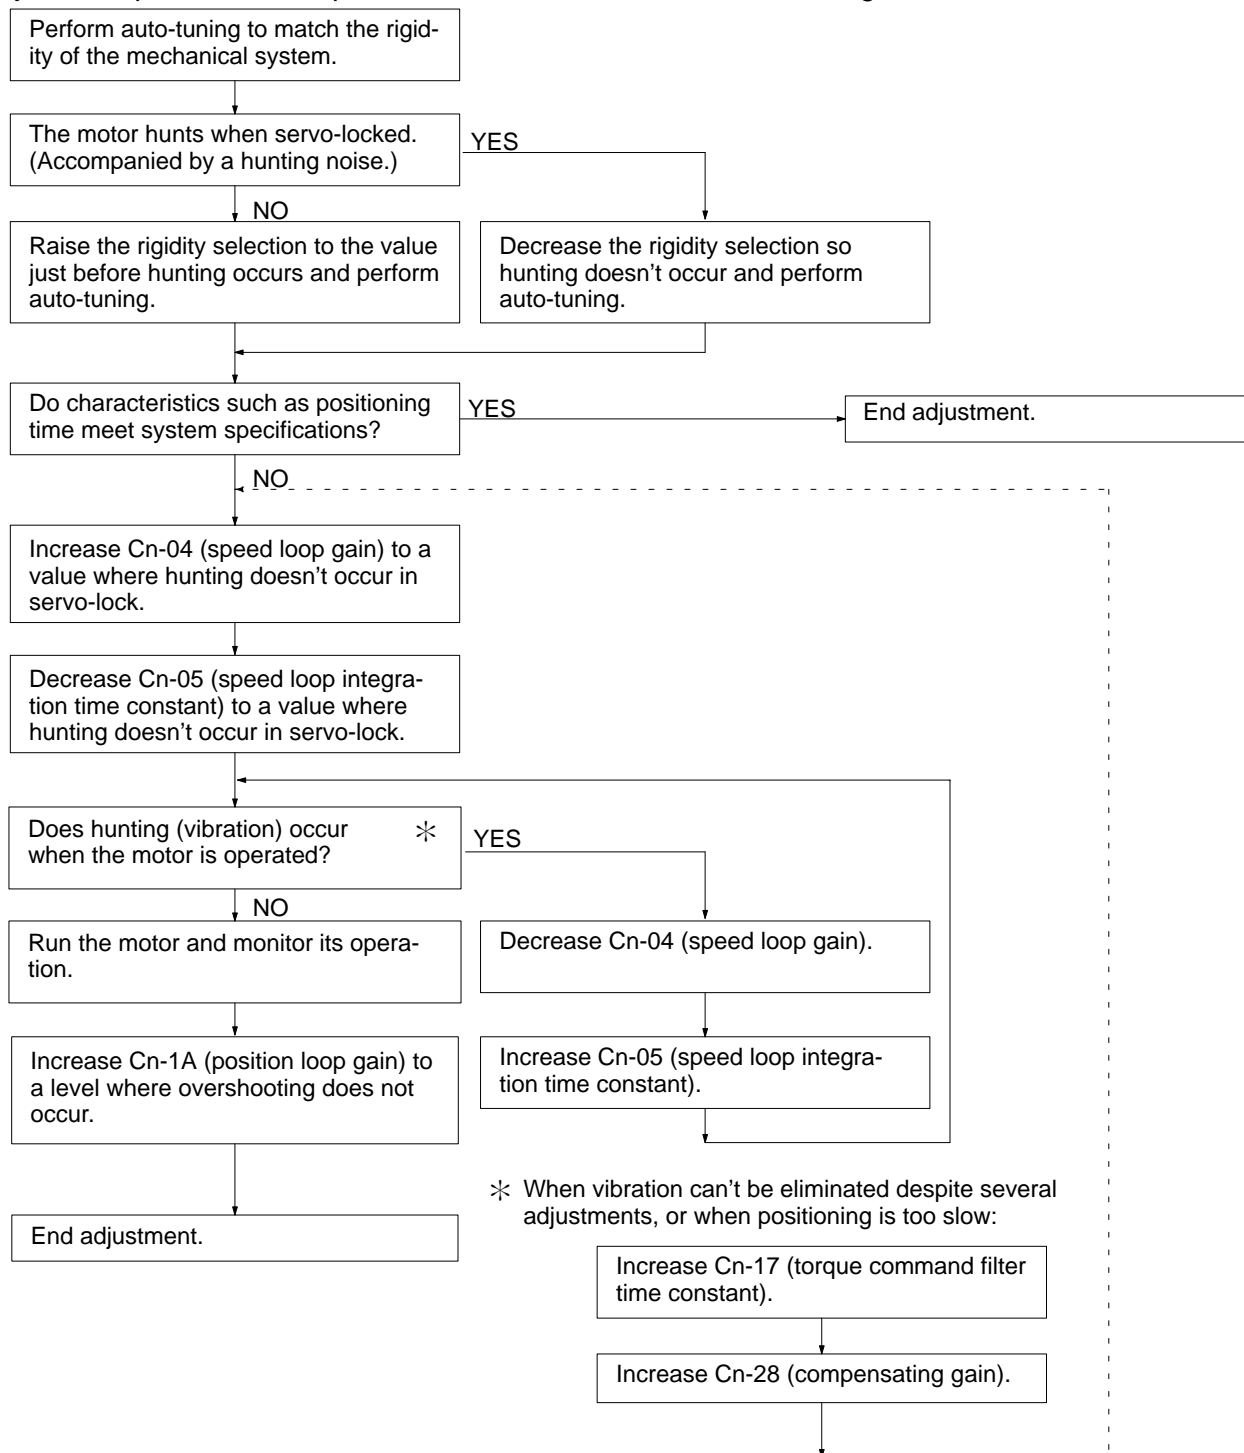 Perform auto-tuning to match the rigid-
ity of the mechanical system.
The motor hunts when servo-locked.
(Accompanied by a hunting noise.)
YES
NO
Raise the rigidity selection to the value
just before hunting occurs and perform
auto-tuning.
Decrease the rigidity selection so
hunting doesn't occur and perform
auto-tuning.
Do characteristics such as positioning
time meet system specifications?
YES
End adjustment.
NO
Increase Cn-04 (speed loop gain) to a
value where hunting doesn't occur in
servo-lock.
Decrease Cn-05 (speed loop integra-
tion time constant) to a value where
hunting doesn't occur in servo-lock.
Does hunting (vibration) occur ✳
when the motor is operated?
YES
NO
Run the motor and monitor its opera-
tion.
Decrease Cn-04 (speed loop gain).
Increase Cn-1A (position loop gain) to
a level where overshooting does not
occur.
Increase Cn-05 (speed loop integra-
tion time constant).
✳ When vibration can't be eliminated despite several
adjustments, or when positioning is too slow:
End adjustment.
Increase Cn-17 (torque command filter
time constant).
Increase Cn-28 (compensating gain).